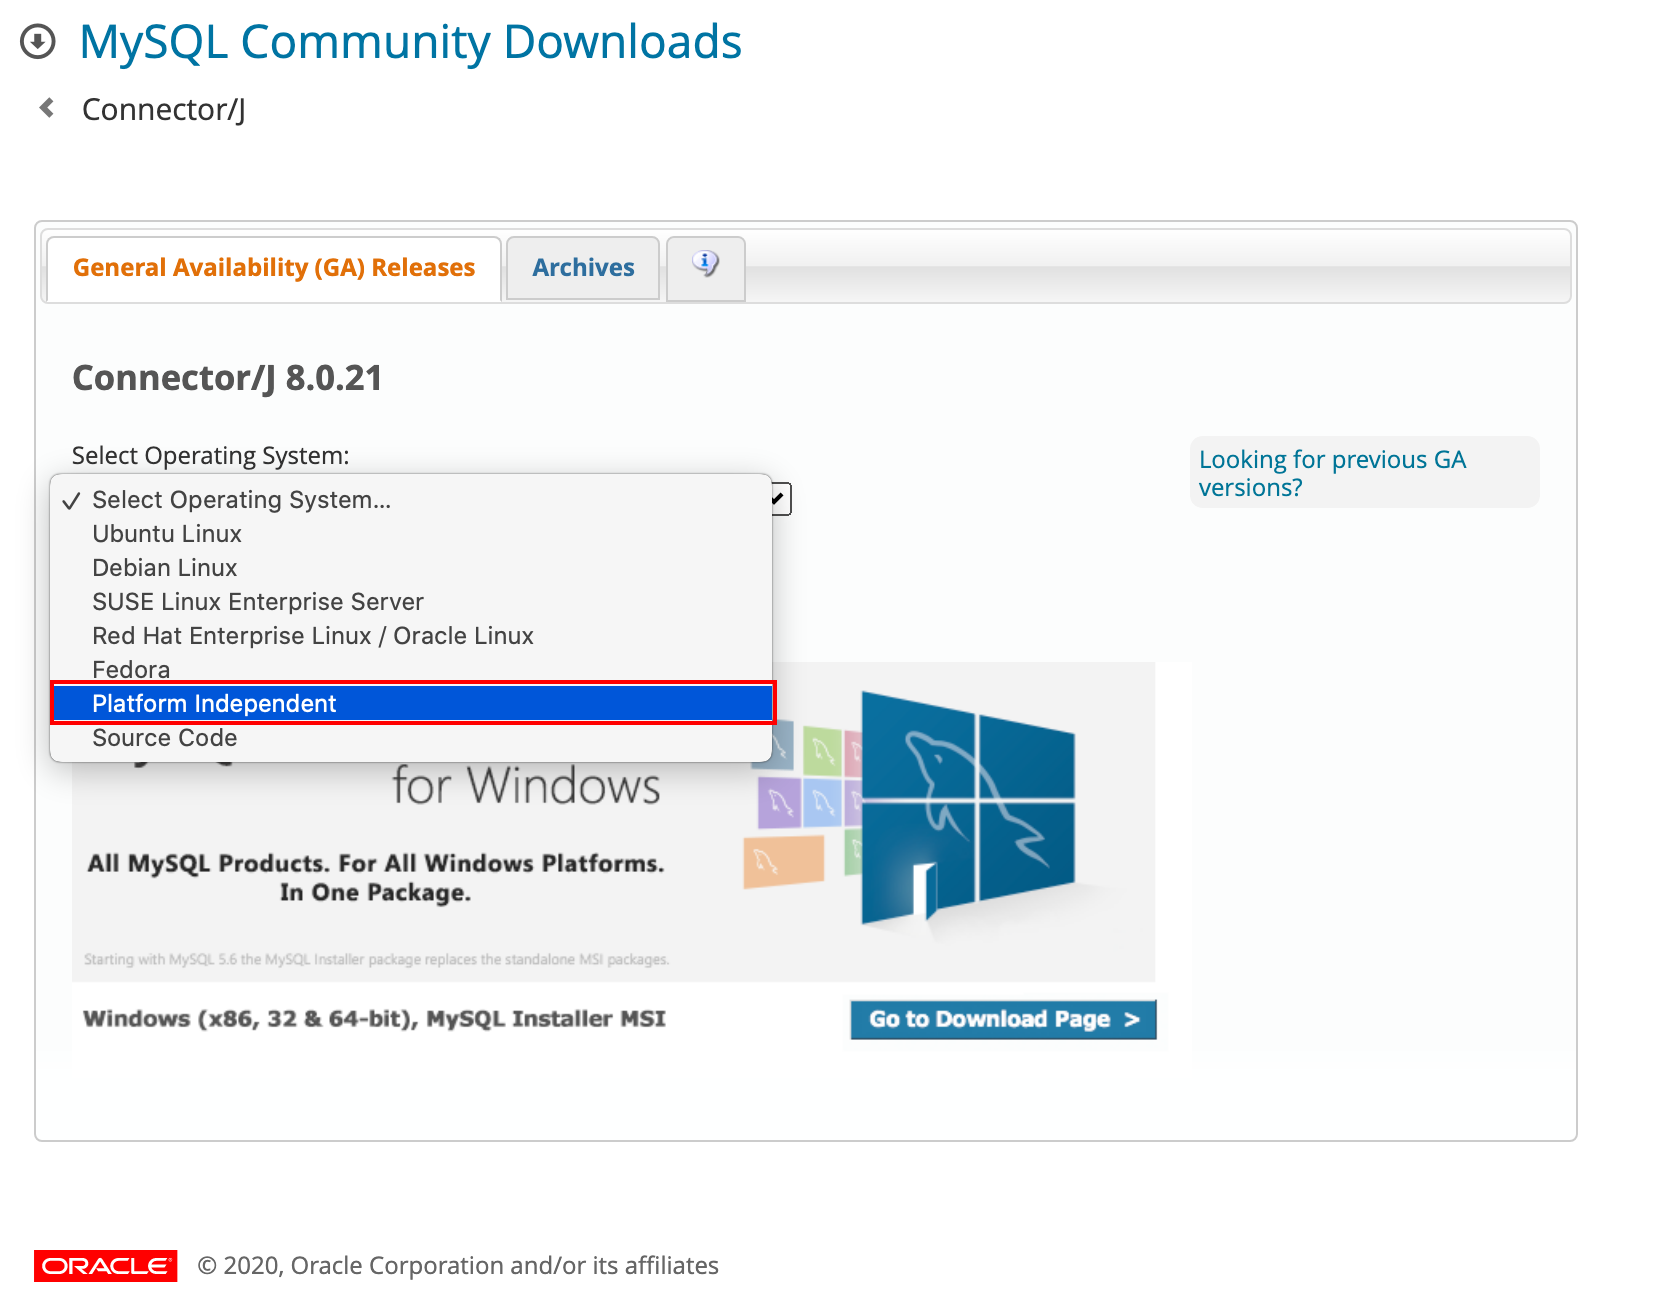 MySQL Community Downloads
Connector/J
General Availability (GA) Releases
Archives
Connector/J 8.0.21
Select Operating System:
Looking for previous GA
versions?
✓ Select Operating System...
Ubuntu Linux
Debian Linux
SUSE Linux Enterprise Server
Red Hat Enterprise Linux / Oracle Linux
Fedora
Platform Independent
Source Code
for Windows
All MySQL Products. For All Windows Platforms.
In One Package.
Starting with MySQL 5.6 the MySQL Installer package replaces the standalone MSI packages.
Windows (x86, 32 & 64-bit), MySQL Installer MSI
Go to Download Page >
ORACLE © 2020, Oracle Corporation and/or its affiliates